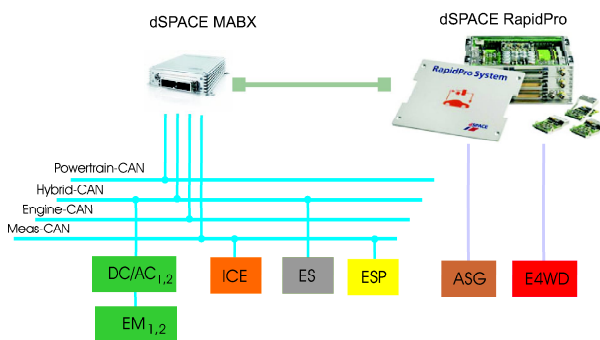 dSPACE MABX
dSPACE RapidPro
RapidPro System
dSPACE
Powertrain-CAN
Hybrid-CAN
Engine-CAN
Meas-CAN
DC/AC1,2
ICE
ES
ESP
ASG
E4WD
EM1,2